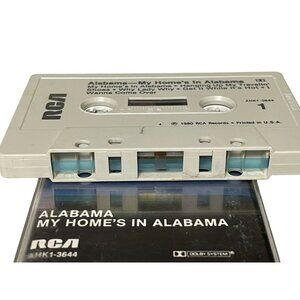 Alabama—My Home's In Alabama
My Home's In Alabama • Hanging Up My Travelin'
Shoes • Why Lady Why • Get It While It's Hot • I
Wanna Come Over
RCA
AHK1-3644
1
℗ 1980 RCA Records • Printed in U.S.A.
ALABAMA
MY HOME'S IN ALABAMA
RCA
AHK1-3644
DOLBY SYSTEM